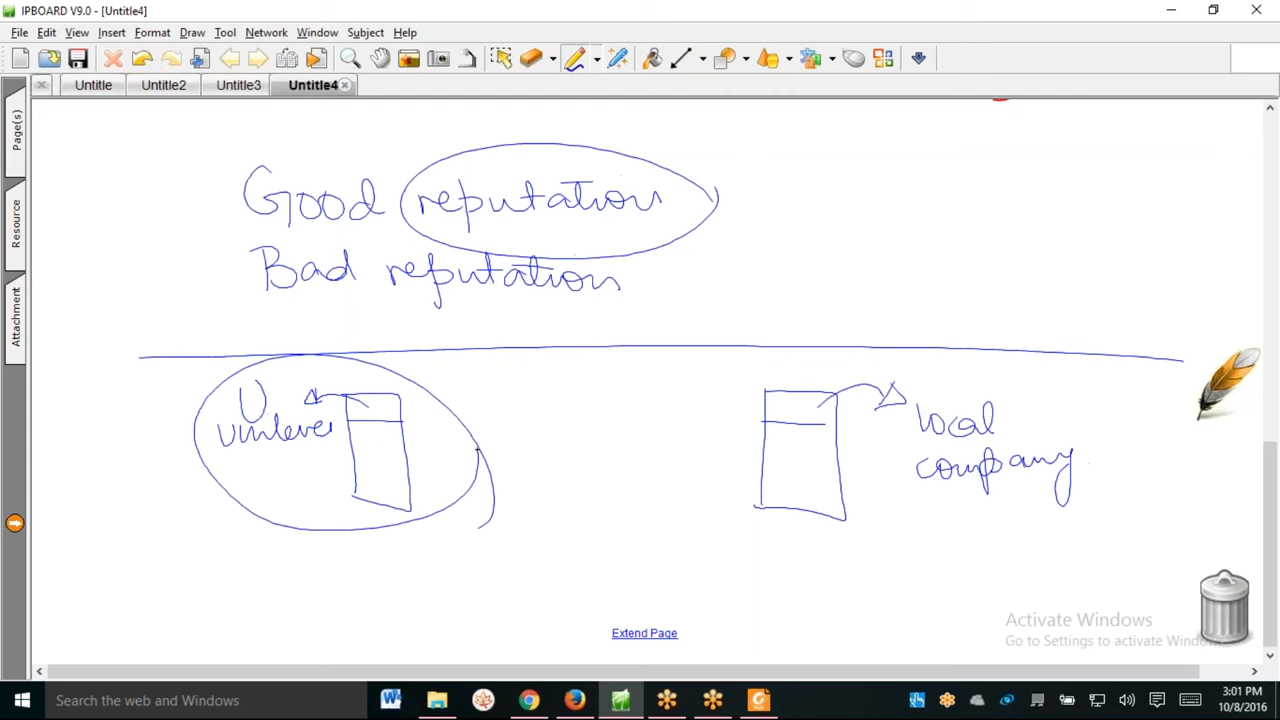 IPBOARD V9.0 - [Untitle4]
File Edit View Insert Format Draw Tool Network Window Subject Help
Untitle Untitle2 Untitle3 Untitle4
Page(s)
Resource
Attachment
Good reputation
Bad reputation
U
Unilever
local
company
Extend Page
Activate Windows
Go to Settings to activate Windows
Search the web and Windows
3:01 PM
10/8/2016